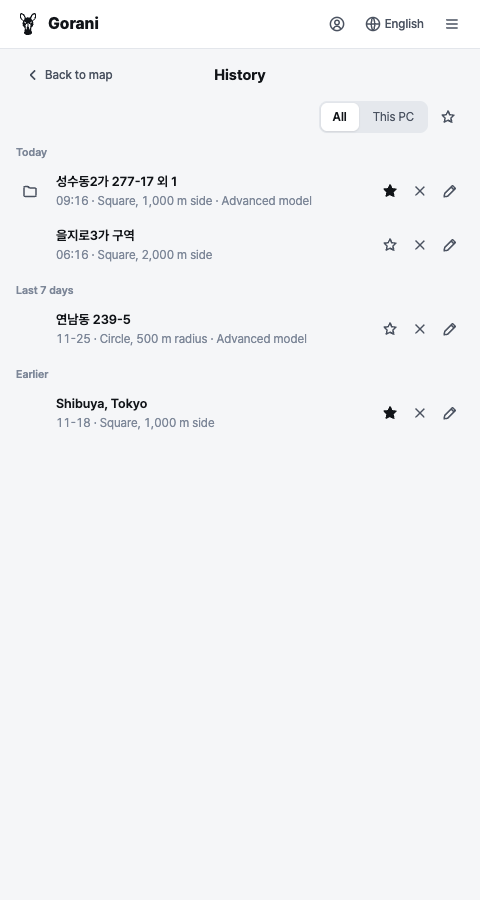 Gorani
English
Back to map
History
All
This PC
Today
성수동2가 277-17 외 1
09:16 · Square, 1,000 m side · Advanced model
을지로3가 구역
06:16 · Square, 2,000 m side
Last 7 days
연남동 239-5
11-25 · Circle, 500 m radius · Advanced model
Earlier
Shibuya, Tokyo
11-18 · Square, 1,000 m side